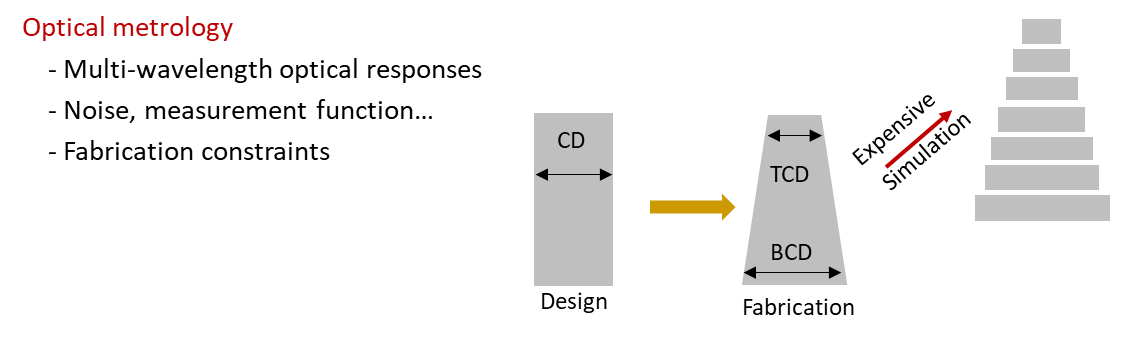 Optical metrology
- Multi-wavelength optical responses
- Noise, measurement function…
- Fabrication constraints
CD
Design
TCD
BCD
Fabrication
Expensive
Simulation